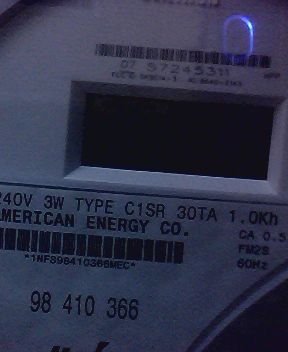 07 57245311
240V 3W TYPE C1SR 30TA 1.0Kh
AMERICAN ENERGY CO.
CA 0.5
FM2S
*1NFS98410366MEC*
60Hz
98 410 366